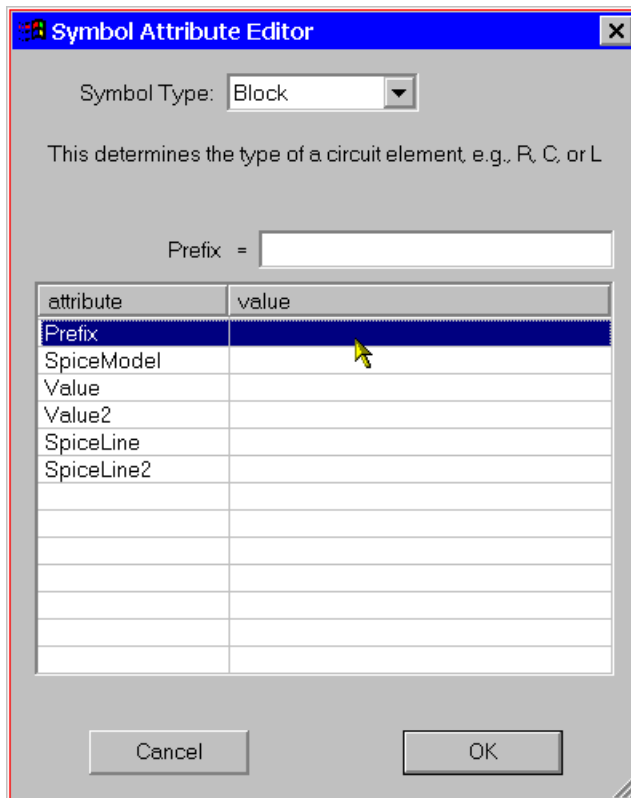 Symbol Attribute Editor
Symbol Type: Block
This determines the type of a circuit element, e.g., R, C, or L
Prefix =
attribute value
Prefix
SpiceModel
Value
Value2
SpiceLine
SpiceLine2
Cancel OK